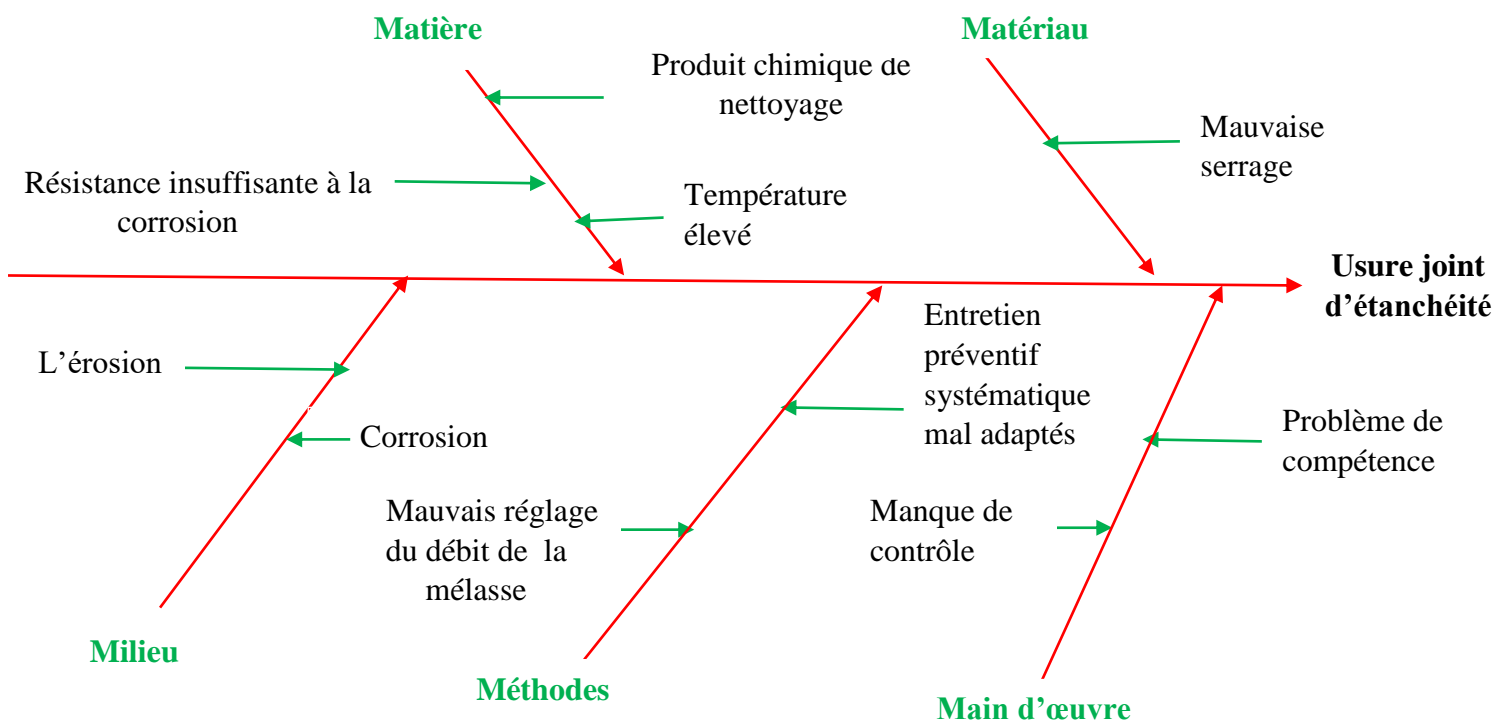 Matière
Matériau
Produit chimique de
nettoyage
Mauvaise
serrage
Résistance insuffisante à la
corrosion
Température
élevé
Usure joint
d’étanchéité
L’érosion
Corrosion
Entretien
préventif
systématique
mal adaptés
Problème de
compétence
Mauvais réglage
du débit de la
mélasse
Manque de
contrôle
Milieu
Méthodes
Main d’œuvre